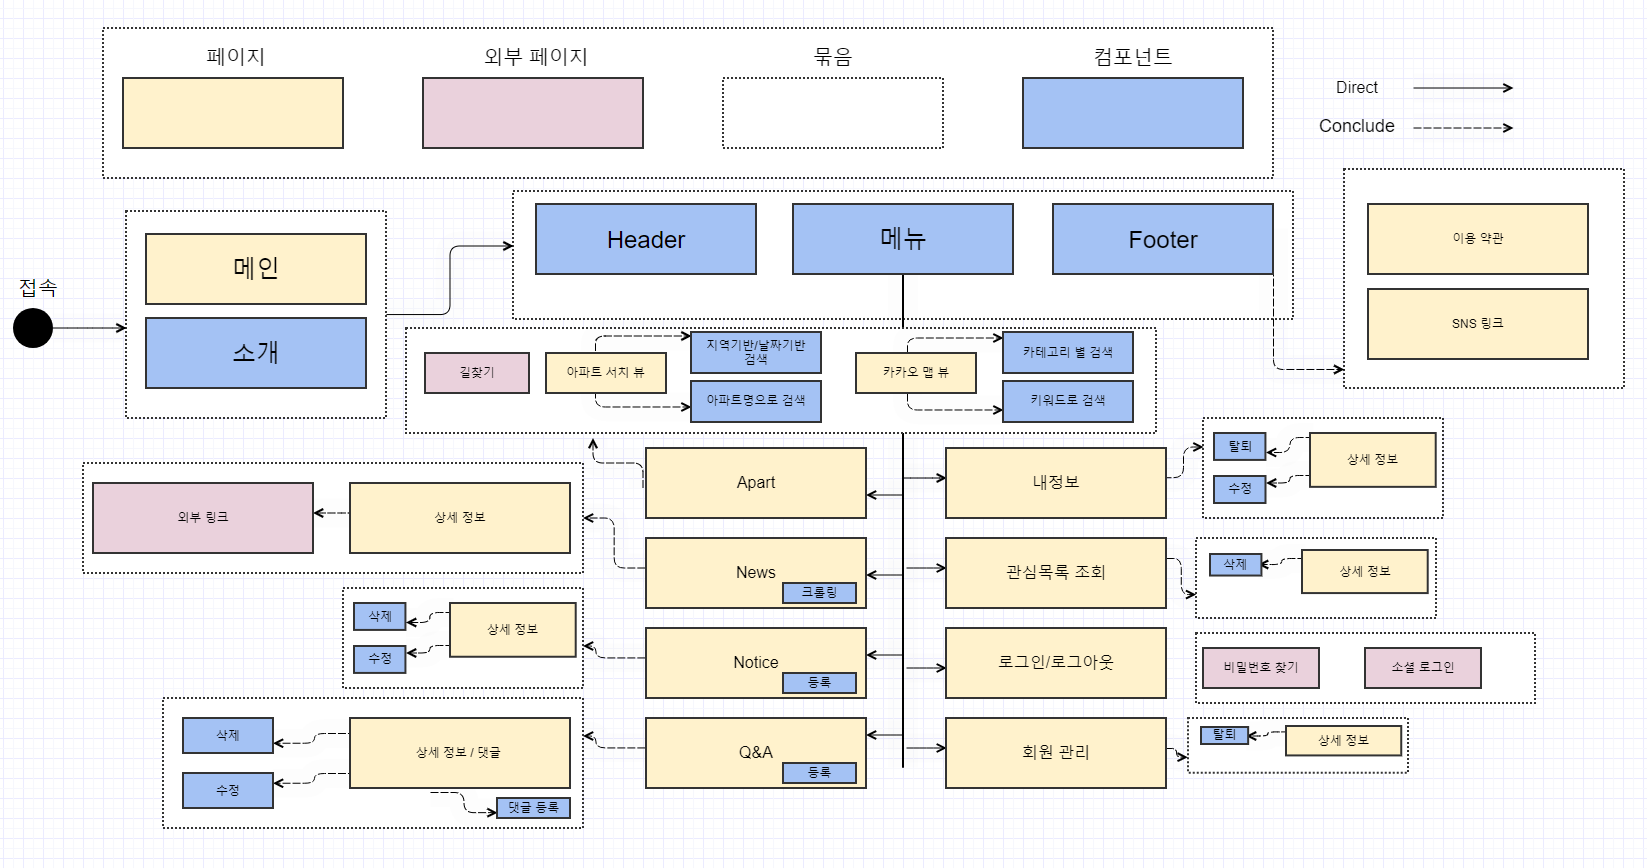 페이지
외부 페이지
묶음
컴포넌트
Direct
Conclude
접속
메인
소개
Header
메뉴
Footer
이용 약관
SNS 링크
길찾기
아파트 서치 뷰
지역기반/날짜기반
검색
아파트명으로 검색
카카오 맵 뷰
카테고리 별 검색
키워드로 검색
외부 링크
상세 정보
Apart
내정보
탈퇴
수정
상세 정보
News
크롤링
관심목록 조회
삭제
상세 정보
삭제
수정
상세 정보
Notice
등록
로그인/로그아웃
비밀번호 찾기
소셜 로그인
삭제
수정
상세 정보 / 댓글
댓글 등록
Q&A
등록
회원 관리
탈퇴
상세 정보